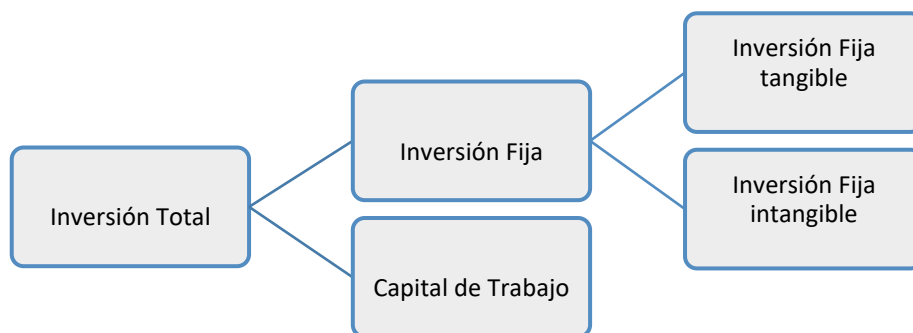 Inversión Fija
tangible
Inversión Fija
Inversión Fija
intangible
Inversión Total
Capital de Trabajo